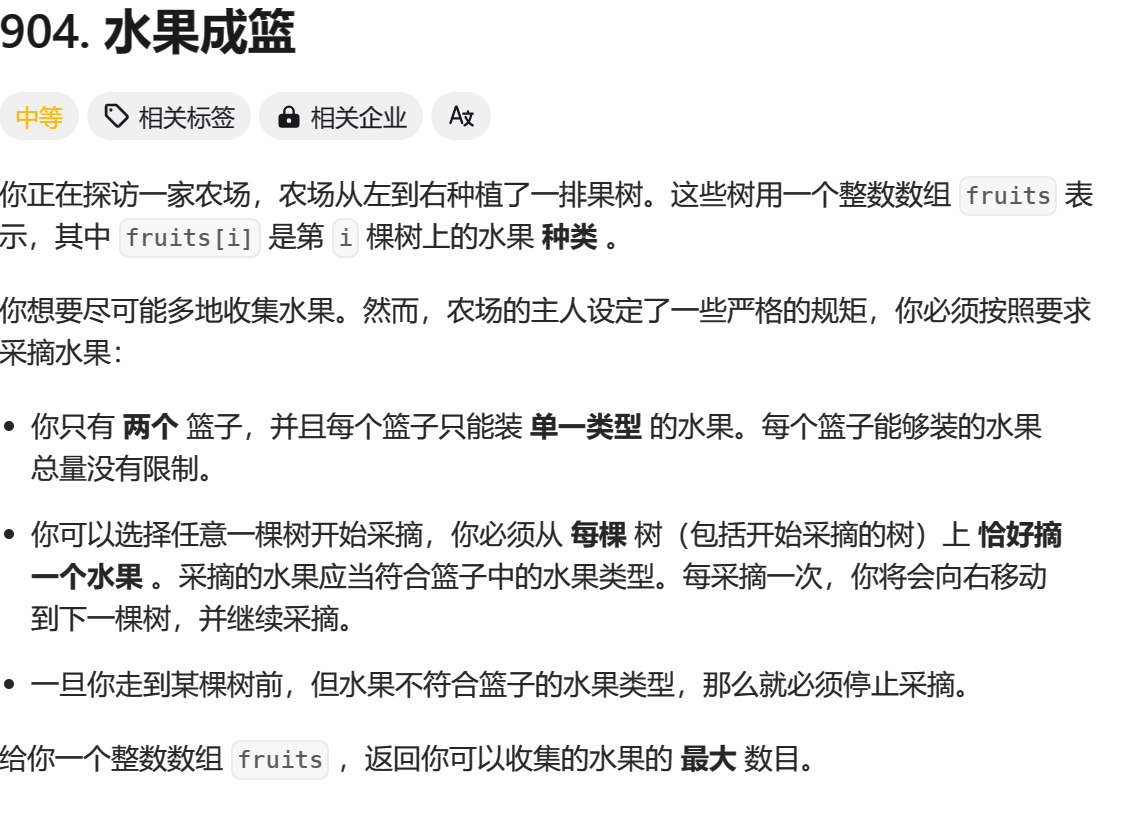 904. 水果成篮
中等 相关标签 相关企业 A文
你正在探访一家农场，农场从左到右种植了一排果树。这些树用一个整数数组 fruits 表
示，其中 fruits[i] 是第 i 棵树上的水果 种类 。
你想要尽可能多地收集水果。然而，农场的主人设定了一些严格的规矩，你必须按照要求
采摘水果：
• 你只有 两个 篮子，并且每个篮子只能装 单一类型 的水果。每个篮子能够装的水果
总量没有限制。
• 你可以选择任意一棵树开始采摘，你必须从 每棵 树（包括开始采摘的树）上 恰好摘
一个水果 。采摘的水果应当符合篮子中的水果类型。每采摘一次，你将会向右移动
到下一棵树，并继续采摘。
• 一旦你走到某棵树前，但水果不符合篮子的水果类型，那么就必须停止采摘。
给你一个整数数组 fruits ，返回你可以收集的水果的 最大 数目。